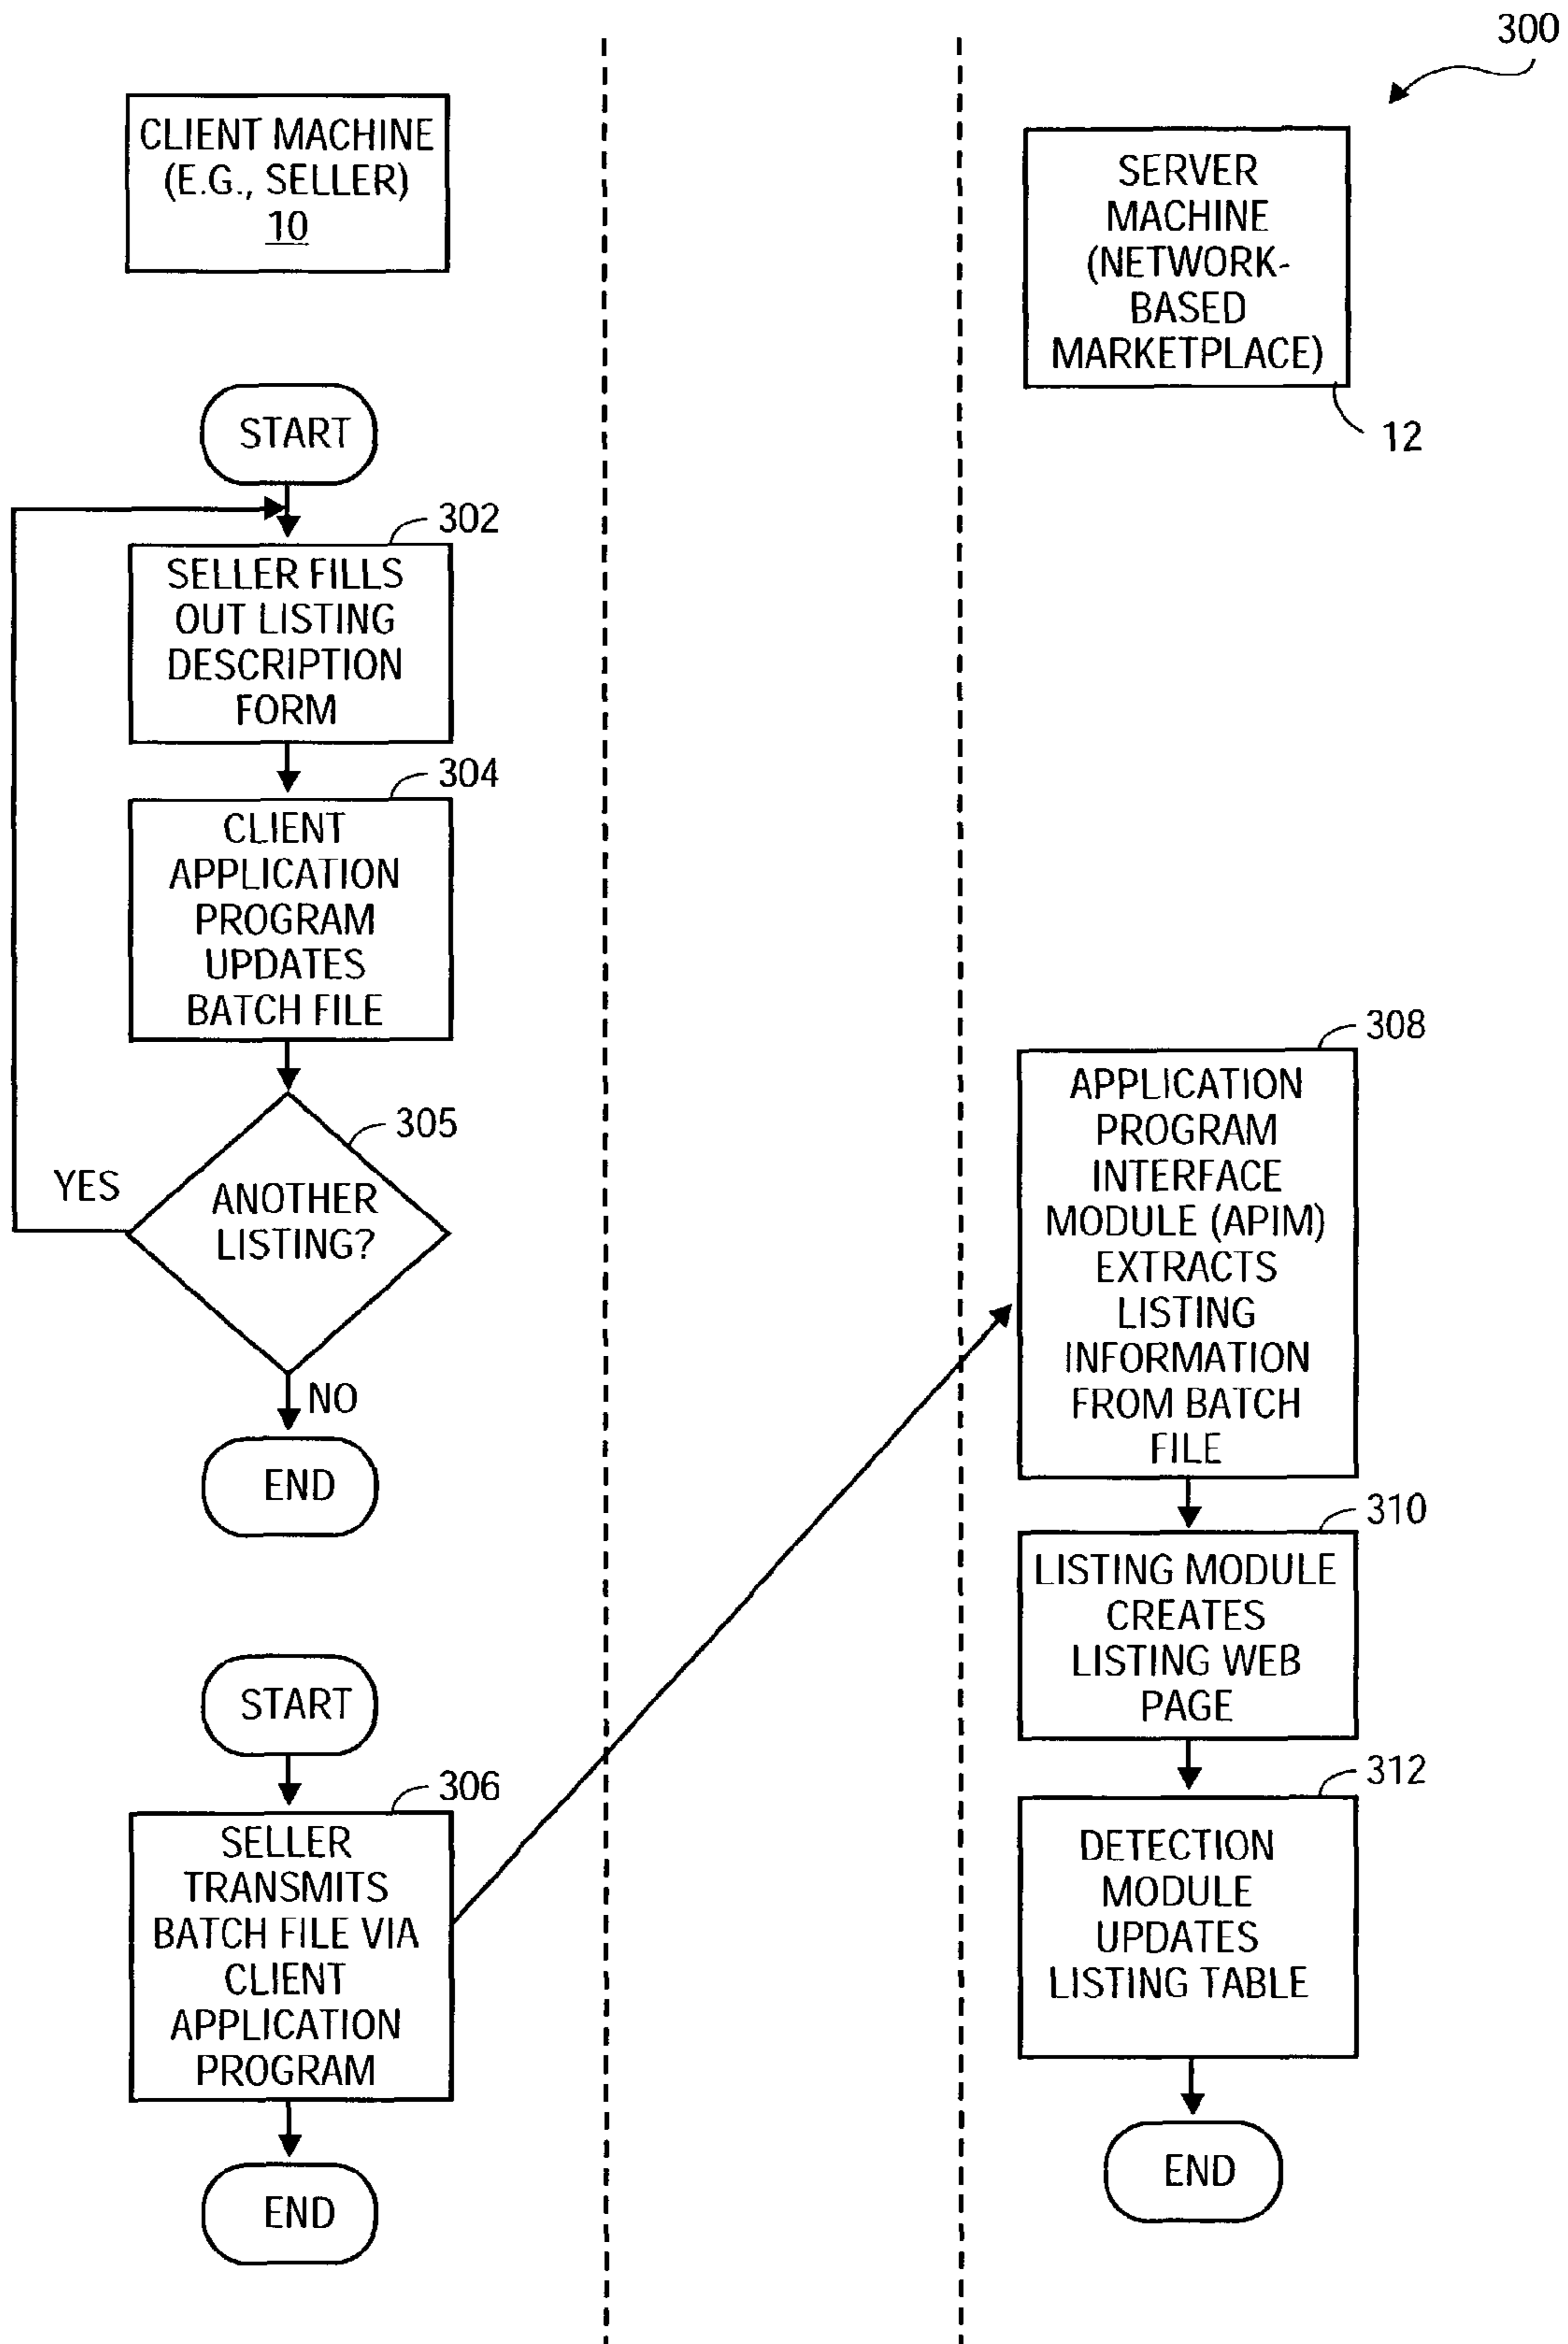 300
CLIENT MACHINE
(E.G., SELLER)
10
SERVER
MACHINE
(NETWORK-
BASED
MARKETPLACE)
12
START
302
SELLER FILLS
OUT LISTING
DESCRIPTION
FORM
304
CLIENT
APPLICATION
PROGRAM
UPDATES
BATCH FILE
305
YES
ANOTHER
LISTING?
NO
END
START
306
SELLER
TRANSMITS
BATCH FILE VIA
CLIENT
APPLICATION
PROGRAM
END
308
APPLICATION
PROGRAM
INTERFACE
MODULE (APIM)
EXTRACTS
LISTING
INFORMATION
FROM BATCH
FILE
310
LISTING MODULE
CREATES
LISTING WEB
PAGE
312
DETECTION
MODULE
UPDATES
LISTING TABLE
END